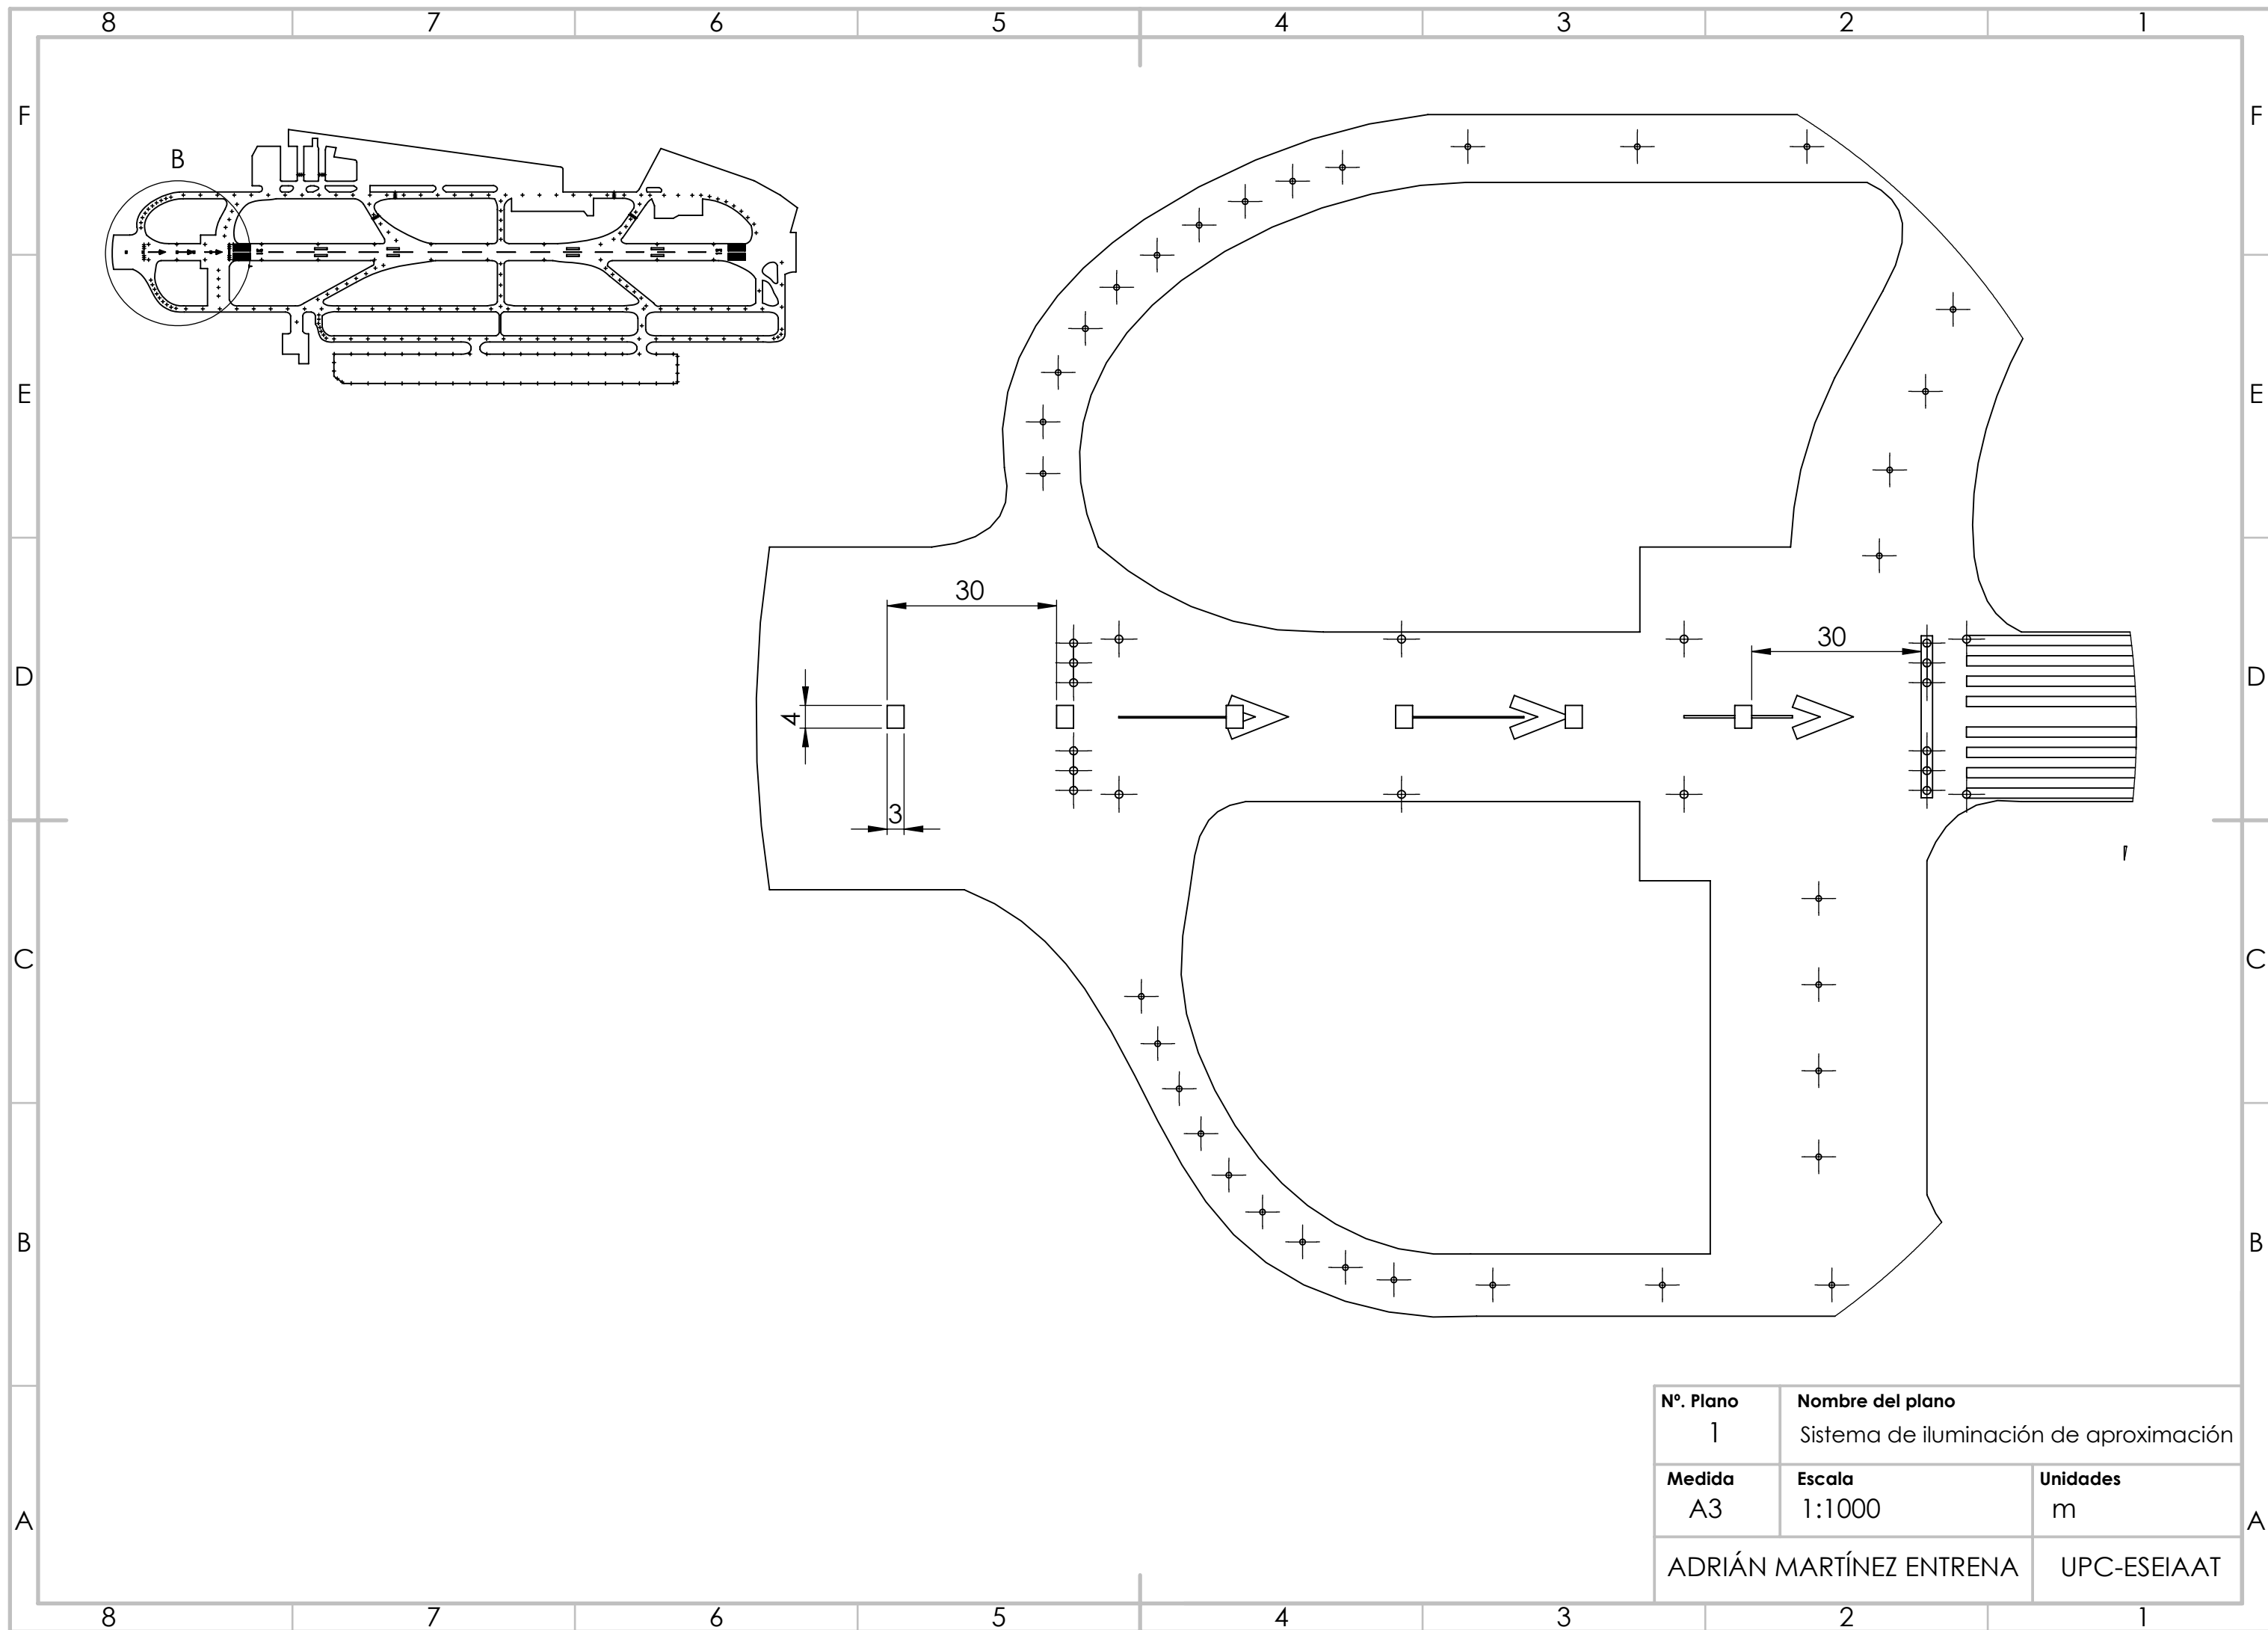 8 7 6 5 4 3 2 1
F F
B
E E
30
30
D D
4
3
C C
B B
Nº. Plano Nombre del plano
1 Sistema de iluminación de aproximación
Medida Escala Unidades
A A3 1:1000 m A
ADRIÁN MARTÍNEZ ENTRENA UPC-ESEIAAT
8 7 6 5 4 3 2 1